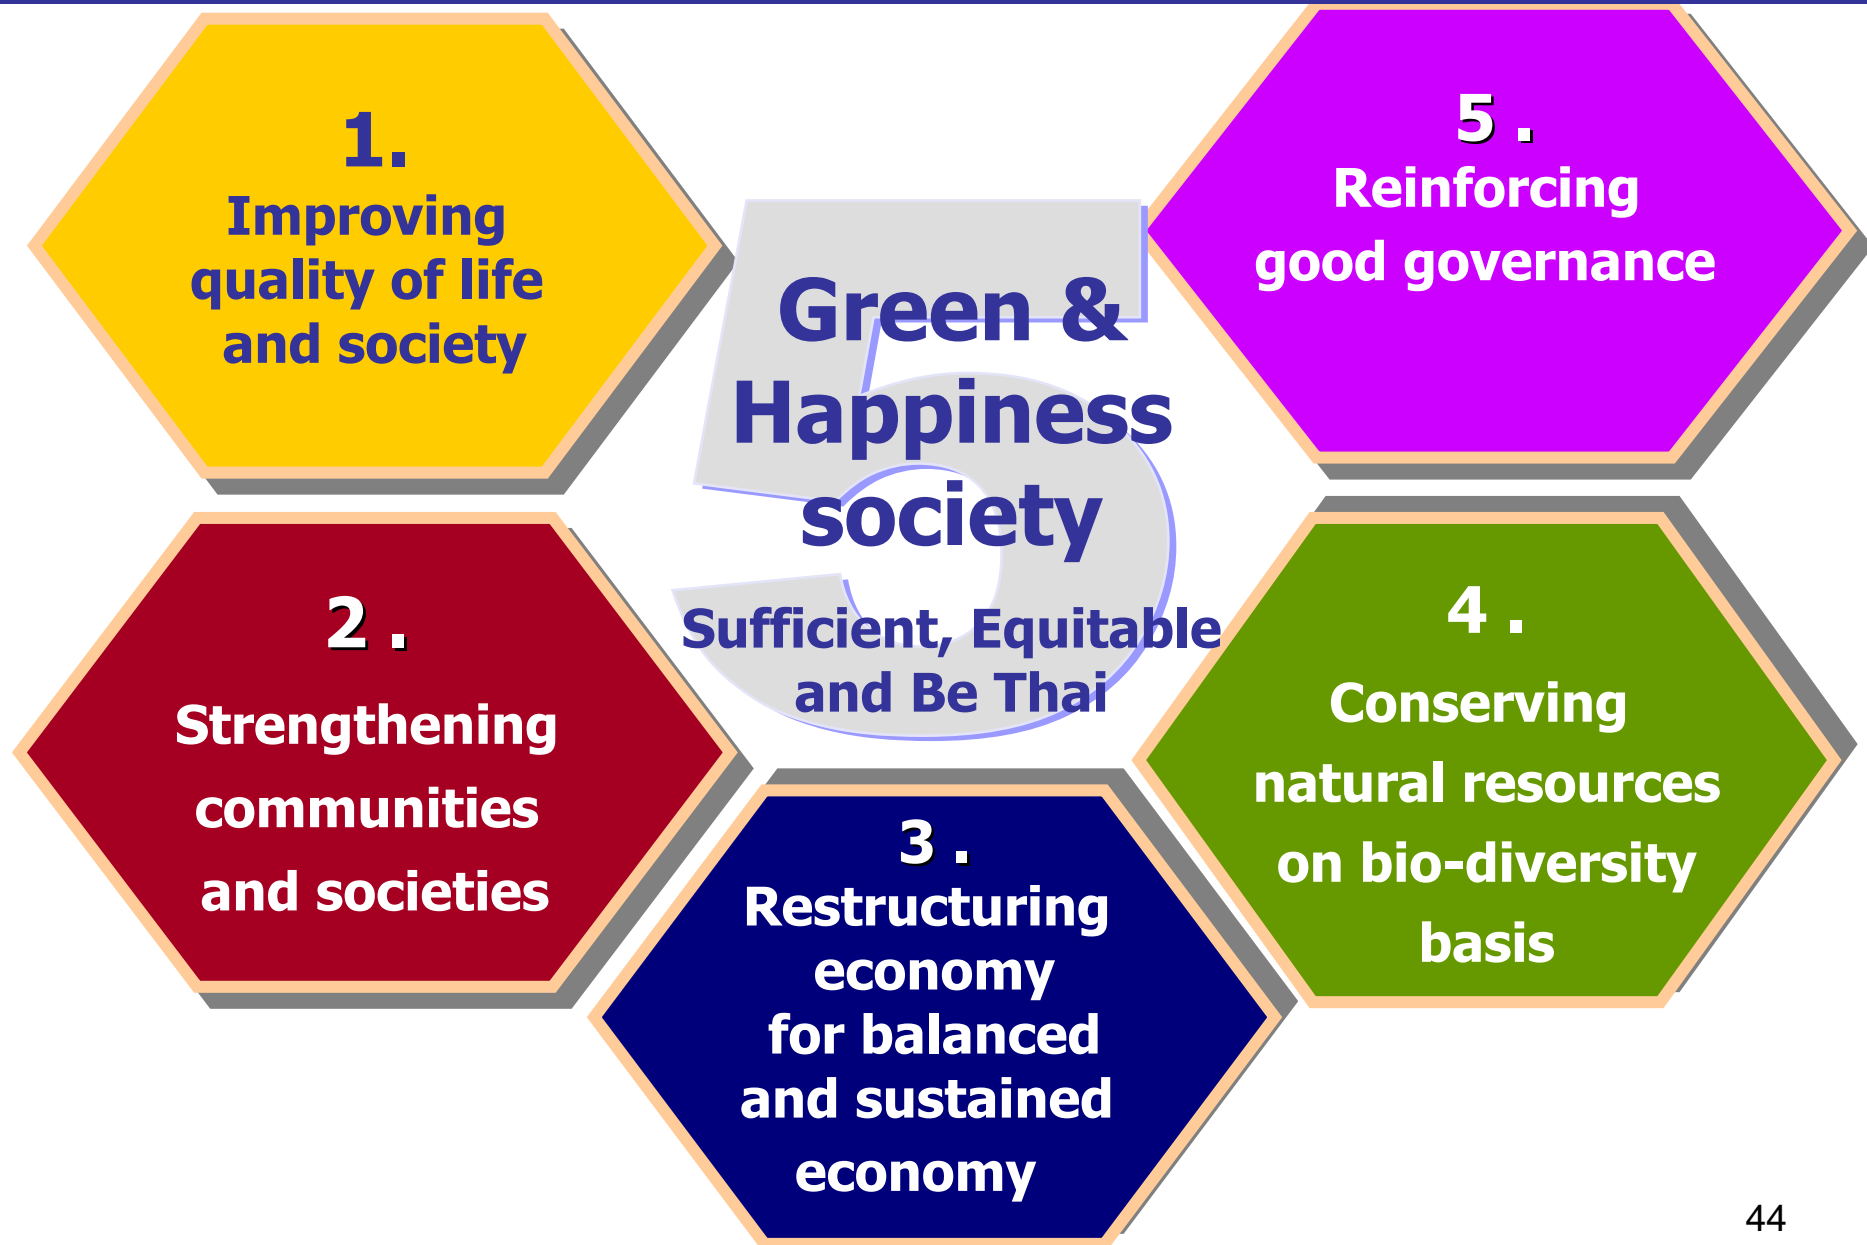 1.
Improving
quality of life
and society
2 .
Strengthening
communities
and societies
3 .
Restructuring
economy
for balanced
and sustained
economy
4 .
Conserving
natural resources
on bio-diversity
basis
5 .
Reinforcing
good governance
5
Green &
Happiness
society
Sufficient, Equitable
and Be Thai
44